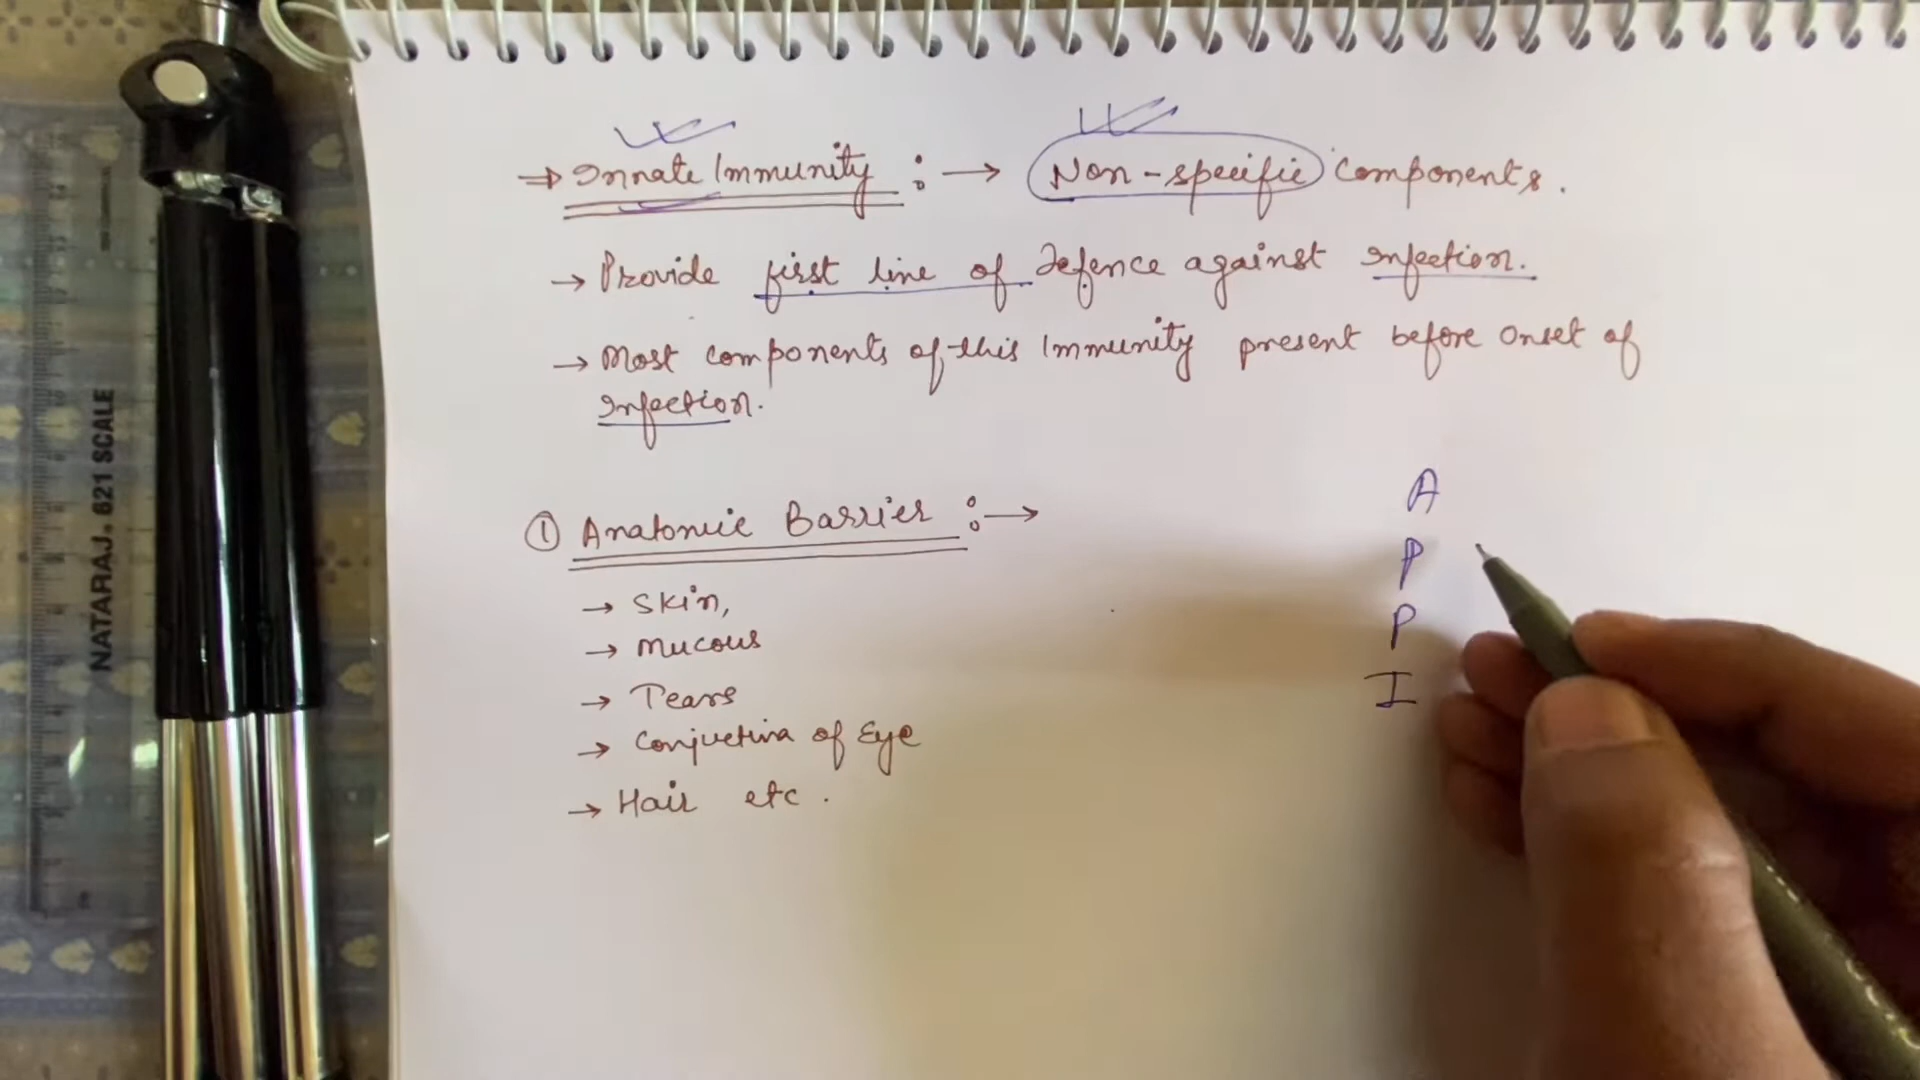 ⇒ Innate Immunity : → Non-specific Components.
→ Provide first line of Defence against Infection.
→ Most components of this Immunity present before Onset of
Infection.
① Anatomic Barrier : →
→ Skin,
→ Mucous
→ Tears
→ Conjuctiva of Eye
→ Hair etc.
A
P
P
I
NATARAJ. 621 SCALE